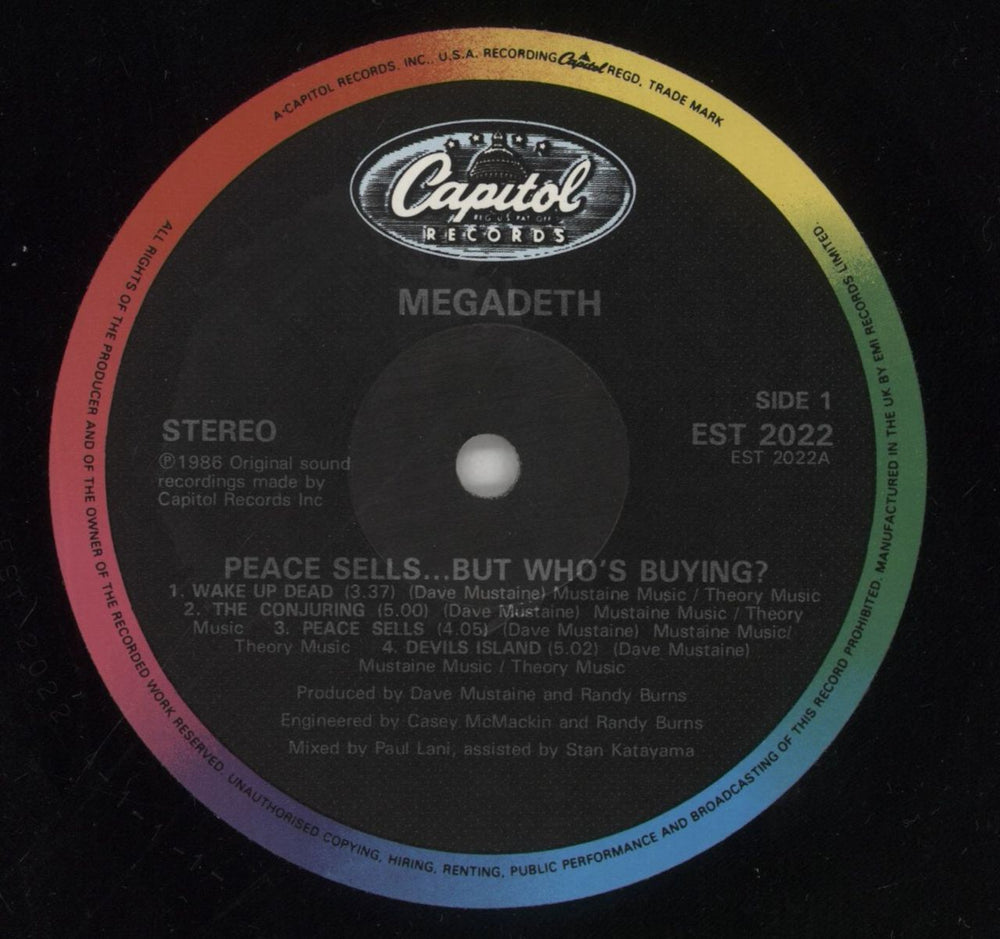 A·CAPITOL RECORDS. INC., U.S.A. RECORDING Capitol REGD. TRADE MARK
Capitol
REG U S PAT OFF
RECORDS
MEGADETH
SIDE 1
STEREO
EST 2022
EST 2022A
℗1986 Original sound
recordings made by
Capitol Records Inc
PEACE SELLS...BUT WHO'S BUYING?
1. WAKE UP DEAD (3.37) (Dave Mustaine) Mustaine Music / Theory Music
2. THE CONJURING (5.00) (Dave Mustaine) Mustaine Music / Theory
Music 3. PEACE SELLS (4.05) (Dave Mustaine) Mustaine Music/
Theory Music 4. DEVILS ISLAND (5.02) (Dave Mustaine)
Mustaine Music / Theory Music
Produced by Dave Mustaine and Randy Burns
Engineered by Casey McMackin and Randy Burns
Mixed by Paul Lani, assisted by Stan Katayama
ALL RIGHTS OF THE PRODUCER AND OF THE OWNER OF THE RECORDED WORK RESERVED. UNAUTHORISED COPYING, HIRING, RENTING, PUBLIC PERFORMANCE AND BROADCASTING OF THIS RECORD PROHIBITED. MANUFACTURED IN THE UK BY EMI RECORDS LIMITED.